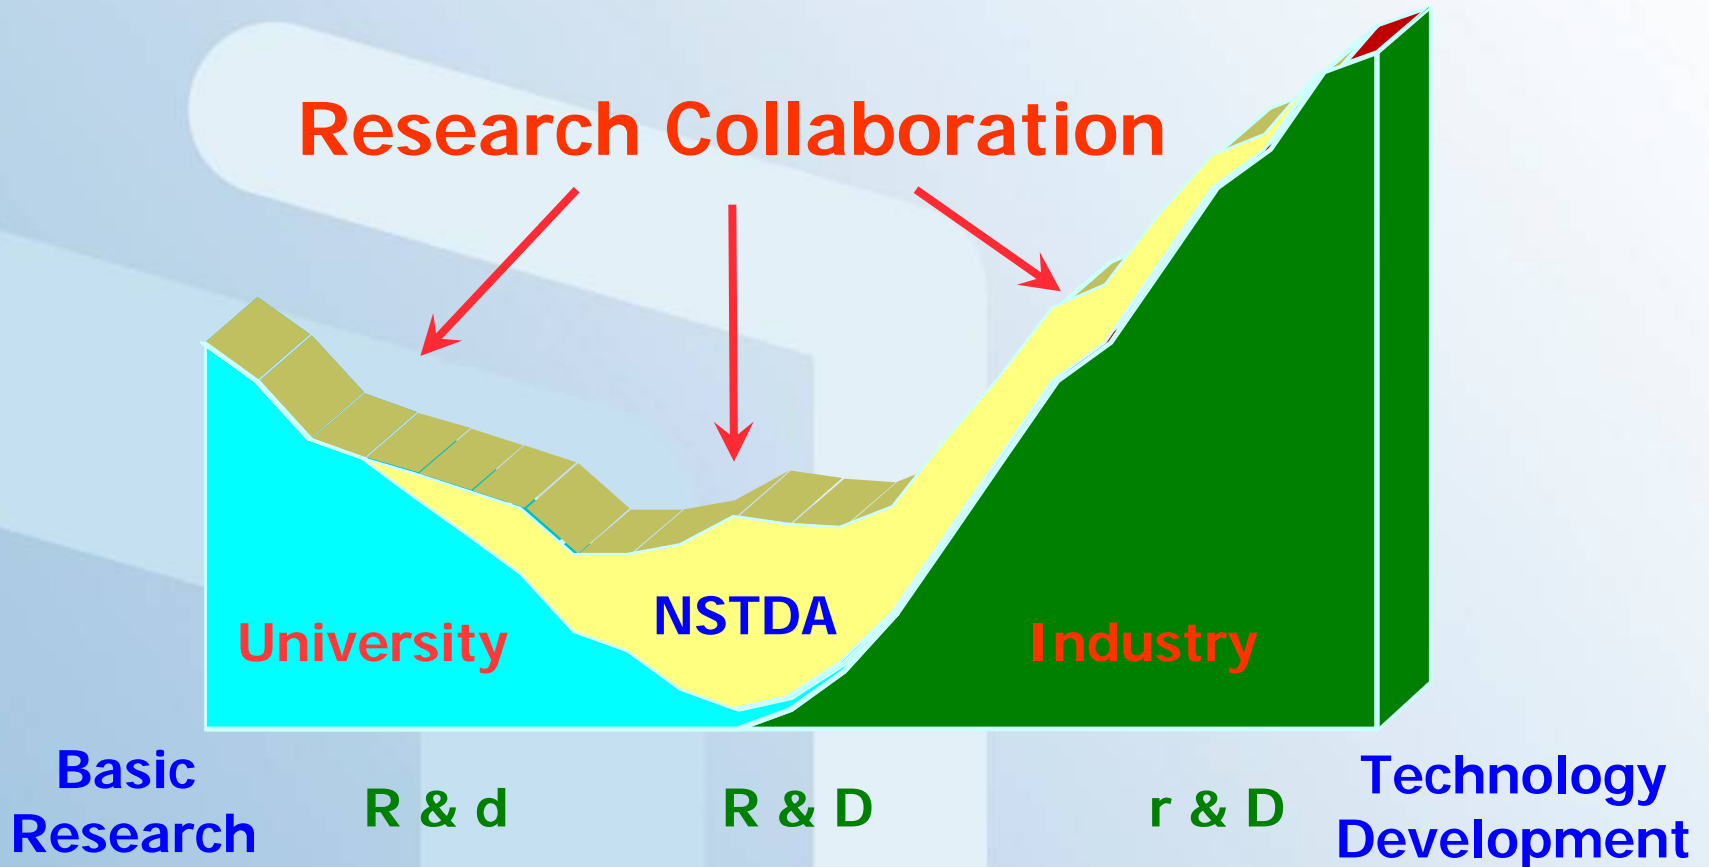 Research Collaboration
NSTDA
University
Industry
Basic
Research
R & d
R & D
r & D
Technology
Development